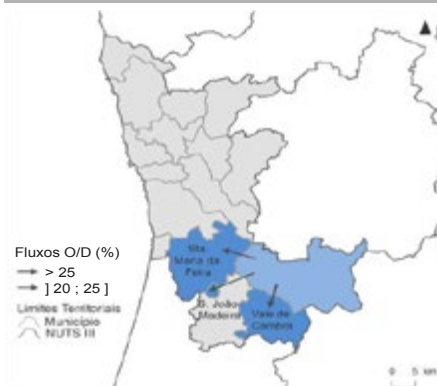 Sta.
Maria da
Feira
Fluxos O/D (%)
> 25
] 20 ; 25 ]
S. João
Madeira
Vale de
Cambra
Limites Territoriais
Município
NUTS III
0 5 km